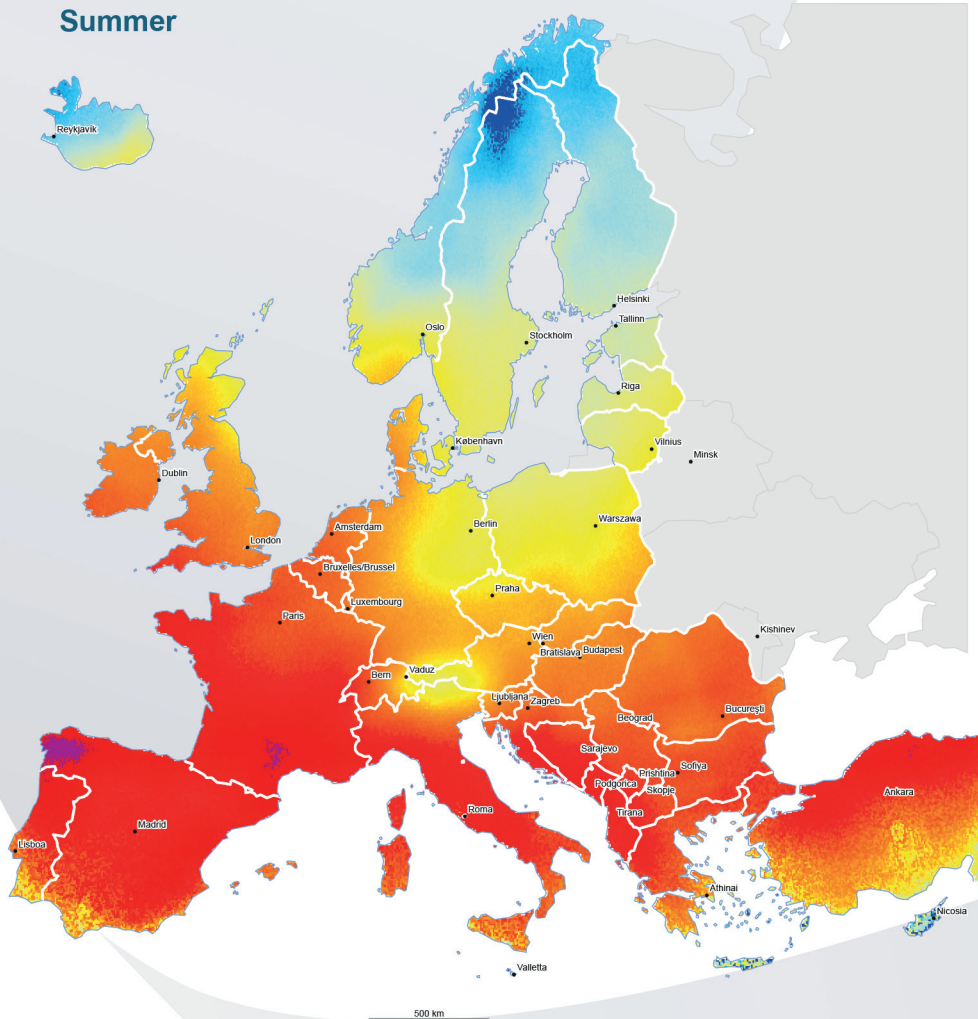 Summer
Reykjavík
Helsinki
Tallinn
Oslo
Stockholm
Riga
København
Vilnius
Minsk
Dublin
Berlin
Warszawa
Amsterdam
London
Bruxelles/Brussel
Praha
Luxembourg
Paris
Kishinev
Wien
Bratislava
Budapest
Vaduz
Bern
Ljubljana
Zagreb
Beograd
Bucureşti
Sarajevo
Sofiya
Prishtina
Podgorica
Skopje
Ankara
Tirana
Roma
Madrid
Lisboa
Athinai
Nicosia
Valletta
500 km